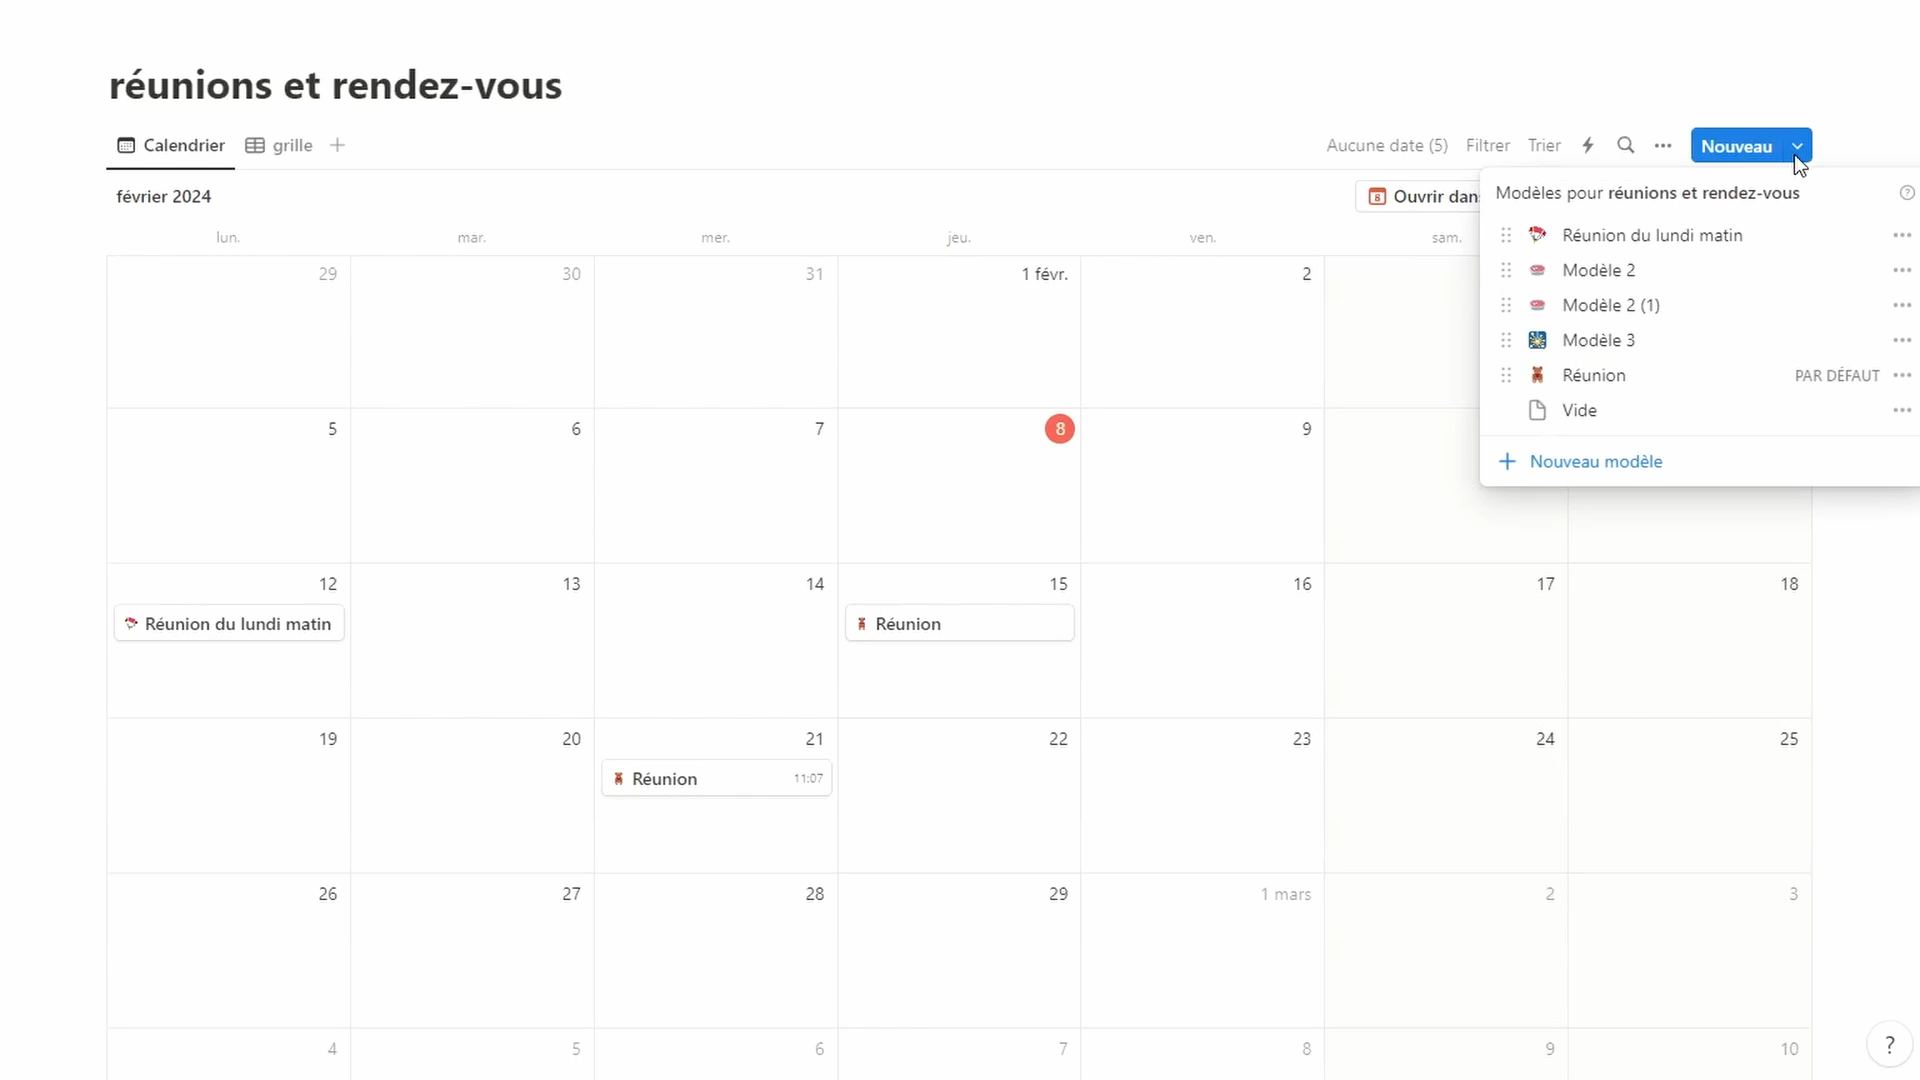 réunions et rendez-vous
Calendrier
grille
Aucune date (5)
Filtrer
Trier
Nouveau
février 2024
8 Ouvrir dans
Modèles pour réunions et rendez-vous
Réunion du lundi matin
Modèle 2
Modèle 2 (1)
Modèle 3
Réunion PAR DÉFAUT
Vide
Nouveau modèle
lun. mar. mer. jeu. ven. sam.
29 30 31 1 févr. 2
5 6 7 8 9
12 13 14 15 16 17 18
Réunion du lundi matin
Réunion
19 20 21 22 23 24 25
Réunion 11:07
26 27 28 29 1 mars 2 3
4 5 6 7 8 9 10
?